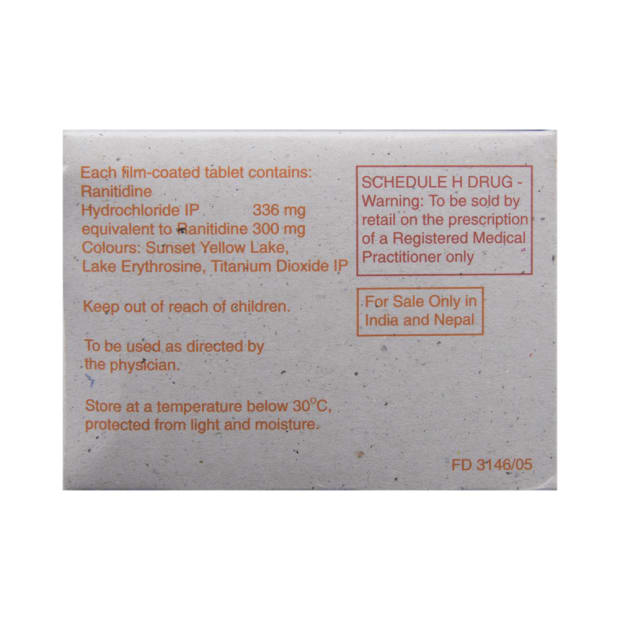 Each film-coated tablet contains:
Ranitidine
Hydrochloride IP 336 mg
equivalent to Ranitidine 300 mg
Colours: Sunset Yellow Lake,
Lake Erythrosine, Titanium Dioxide IP
Keep out of reach of children.
To be used as directed by
the physician.
Store at a temperature below 30°C,
protected from light and moisture.
SCHEDULE H DRUG -
Warning: To be sold by
retail on the prescription
of a Registered Medical
Practitioner only
For Sale Only in
India and Nepal
FD 3146/05